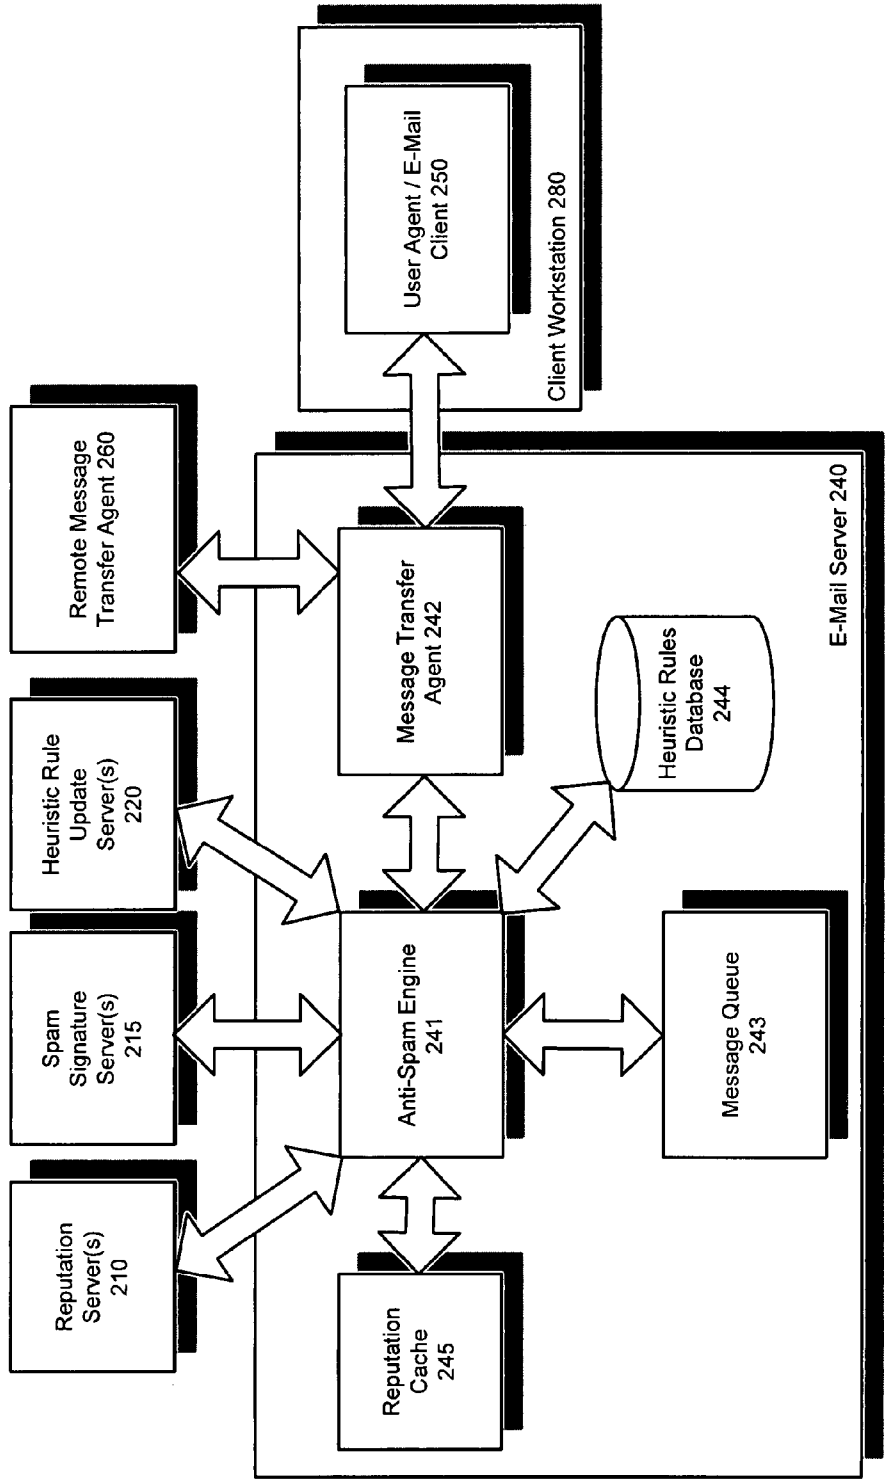 Reputation
Server(s)
210
Spam
Signature
Server(s)
215
Heuristic Rule
Update
Server(s)
220
Remote Message
Transfer Agent 260
Reputation
Cache
245
Anti-Spam Engine
241
Message Transfer
Agent 242
User Agent / E-Mail
Client 250
Client Workstation 280
Message Queue
243
Heuristic Rules
Database
244
E-Mail Server 240